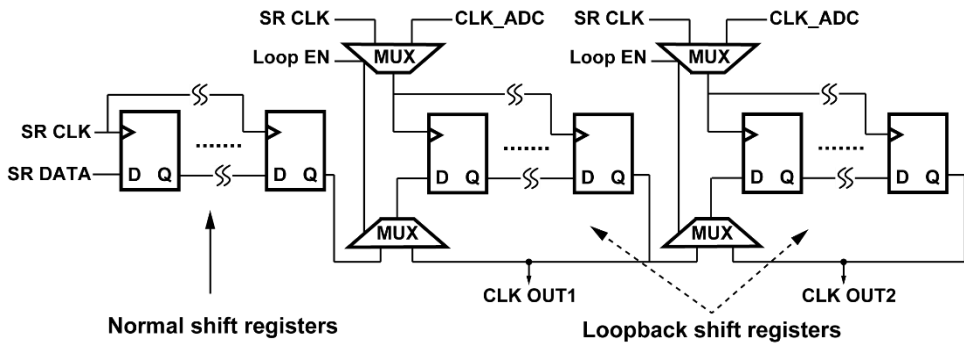 SR CLK CLK_ADC SR CLK CLK_ADC
Loop EN MUX Loop EN MUX
SR CLK
SR DATA D Q D Q D Q D Q D Q D Q
MUX MUX
CLK OUT1 CLK OUT2
Normal shift registers Loopback shift registers